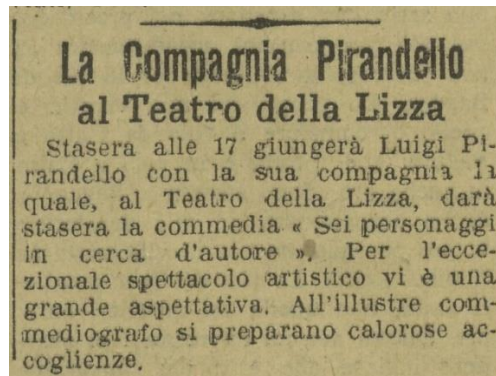 La Compagnia Pirandello
al Teatro della Lizza
Stasera alle 17 giungerà Luigi Pi-
randello con la sua compagnia la
quale, al Teatro della Lizza, darà
stasera la commedia « Sei personaggi
in cerca d'autore ». Per l'ecce-
zionale spettacolo artistico vi è una
grande aspettativa. All'illustre com-
mediografo si preparano calorose ac-
coglienze.